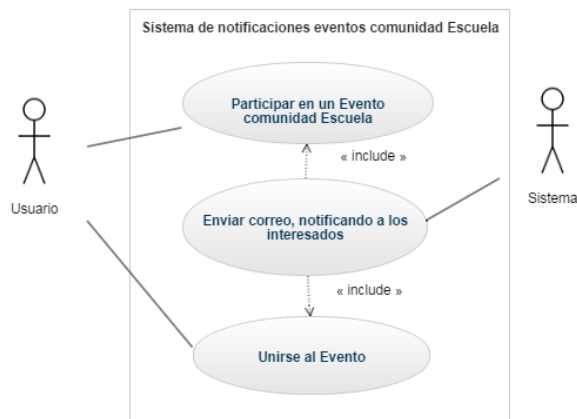 Sistema de notificaciones eventos comunidad Escuela
Participar en un Evento
comunidad Escuela
« include »
Usuario
Enviar correo, notificando a los
interesados
Sistema
« include »
Unirse al Evento